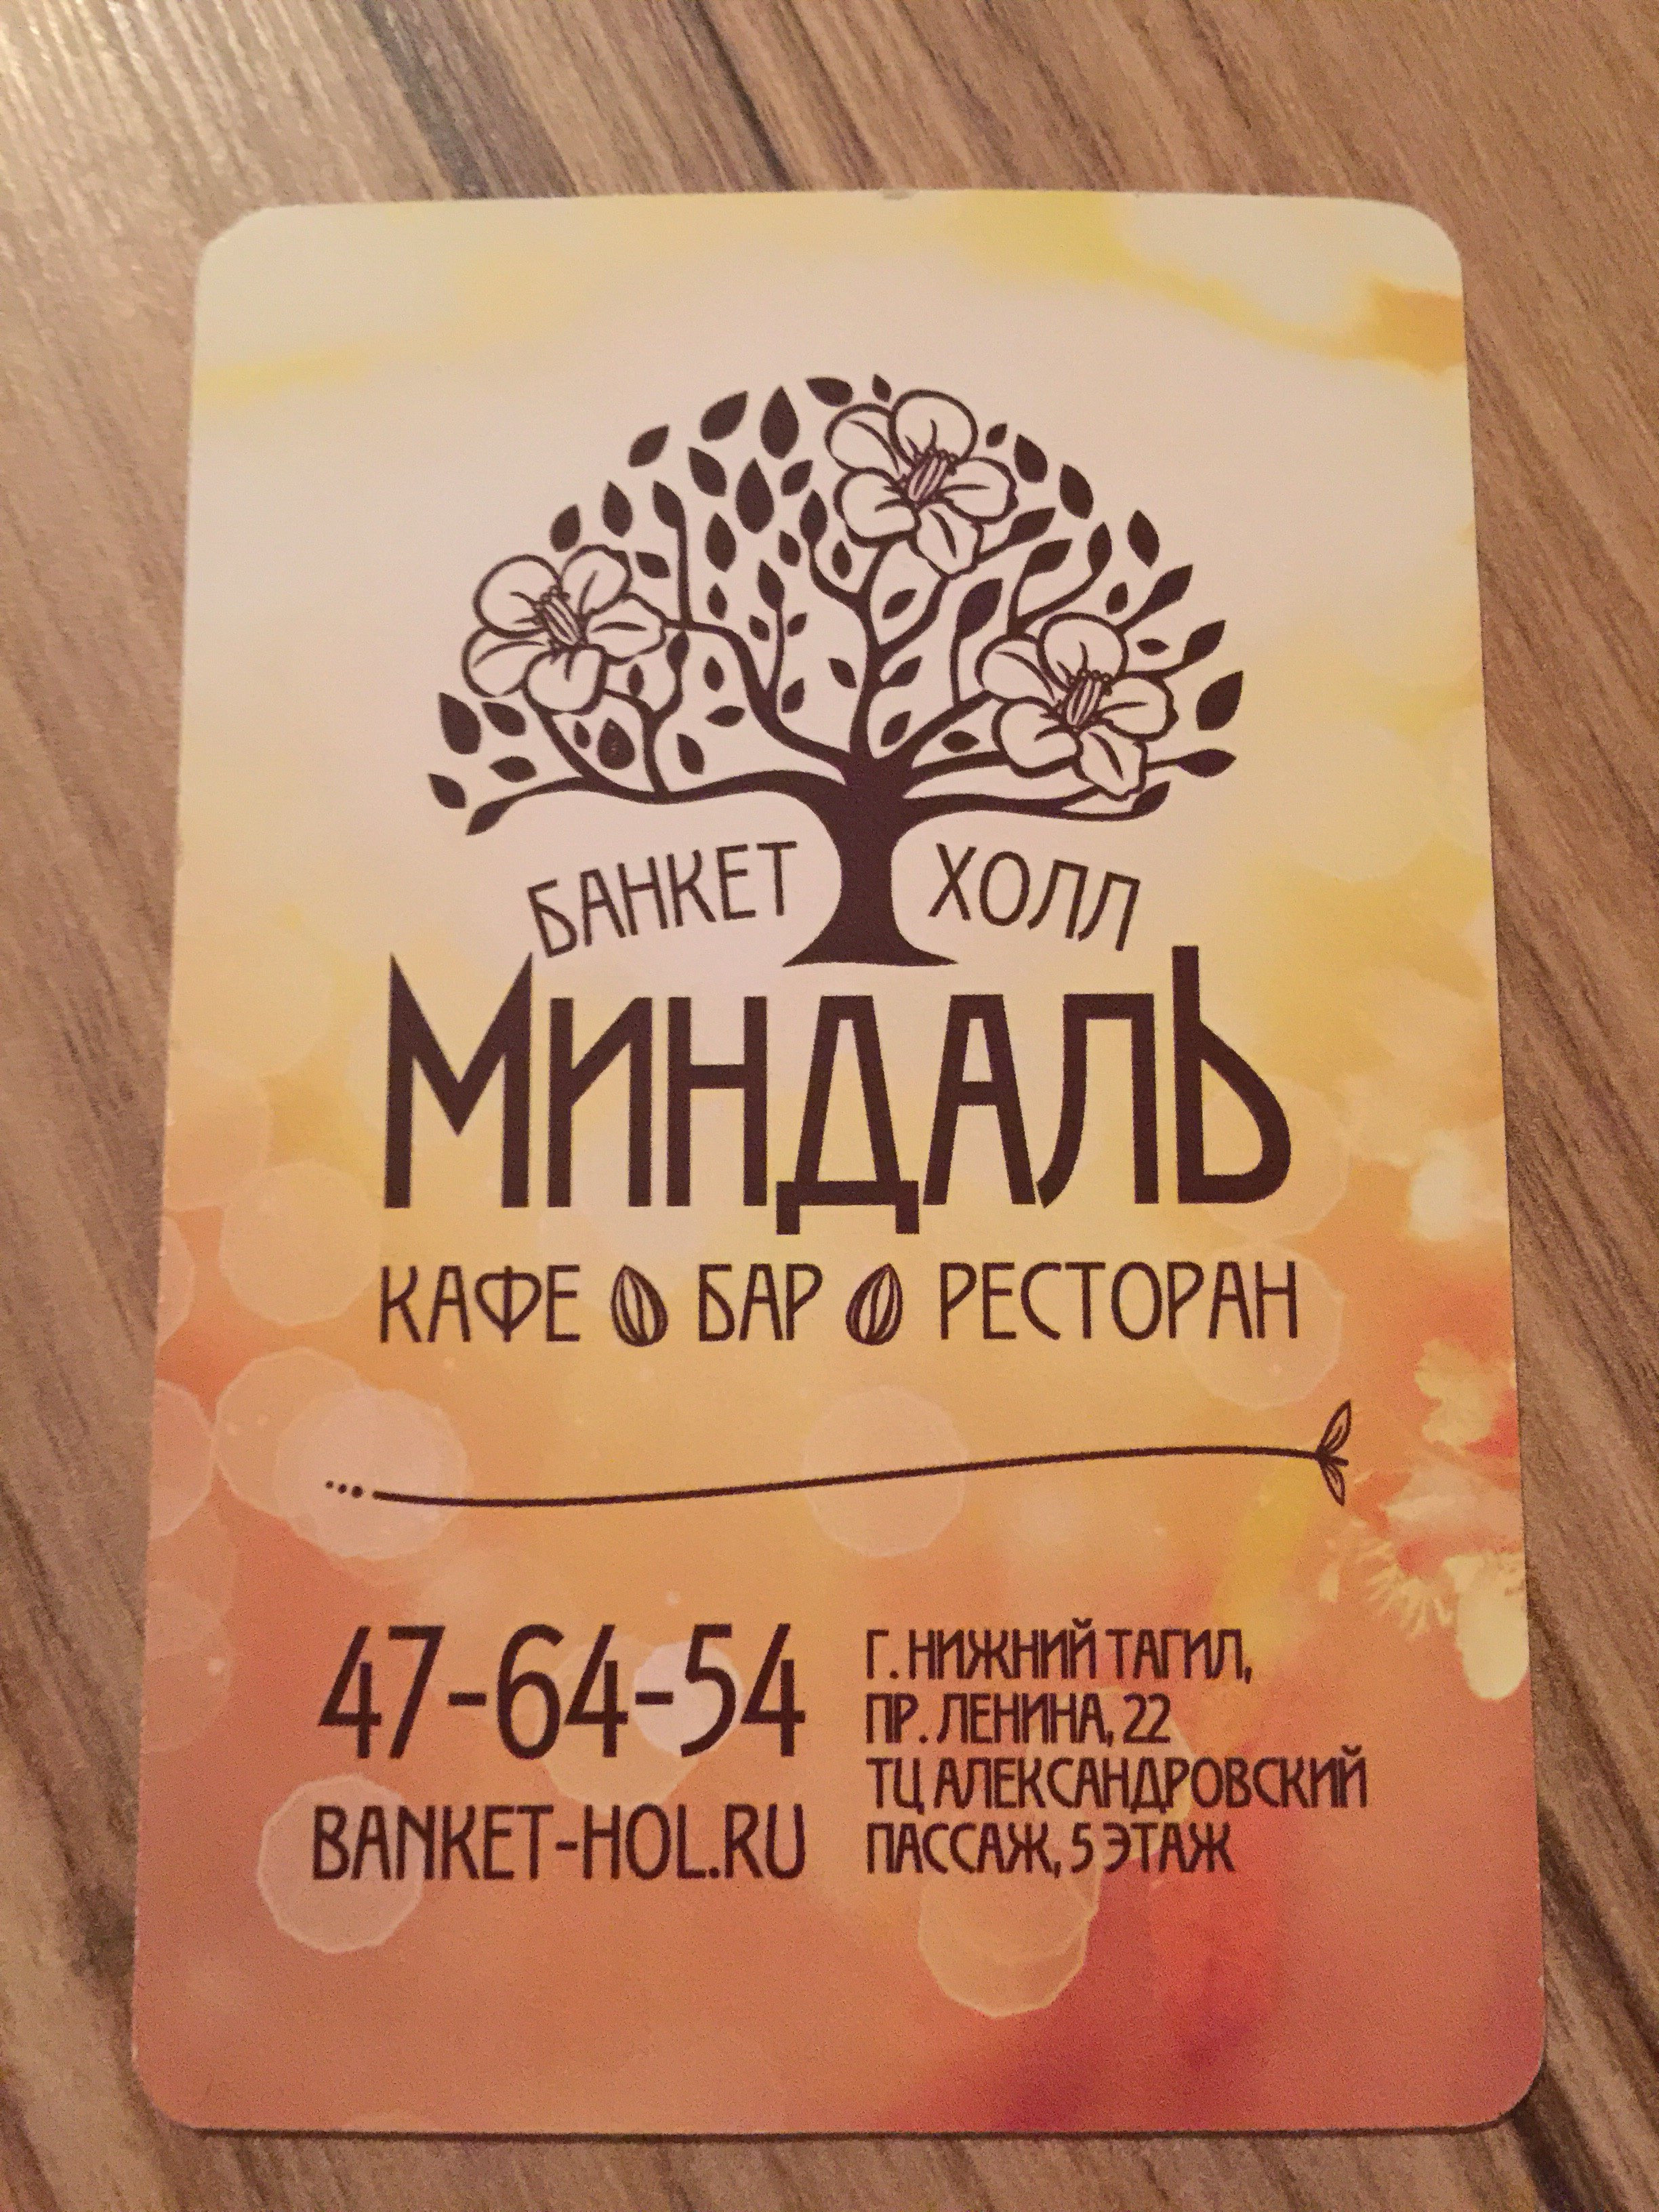 БАНКЕТ ХОЛЛ
МИНДАЛЬ
КАФЕ БАР РЕСТОРАН
47-64-54
BANKET-HOL.RU
Г. НИЖНИЙ ТАГИЛ,
ПР. ЛЕНИНА, 22
ТЦ АЛЕКСАНДРОВСКИЙ
ПАССАЖ, 5 ЭТАЖ